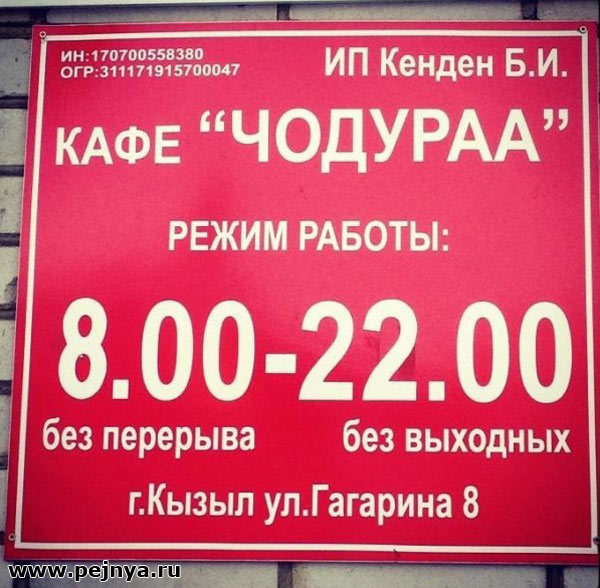 ИН:170700558380
ОГР:311171915700047
ИП Кенден Б.И.
КАФЕ “ЧОДУРАА”
РЕЖИМ РАБОТЫ:
8.00-22.00
без перерыва без выходных
г.Кызыл ул.Гагарина 8
www.pejnya.ru